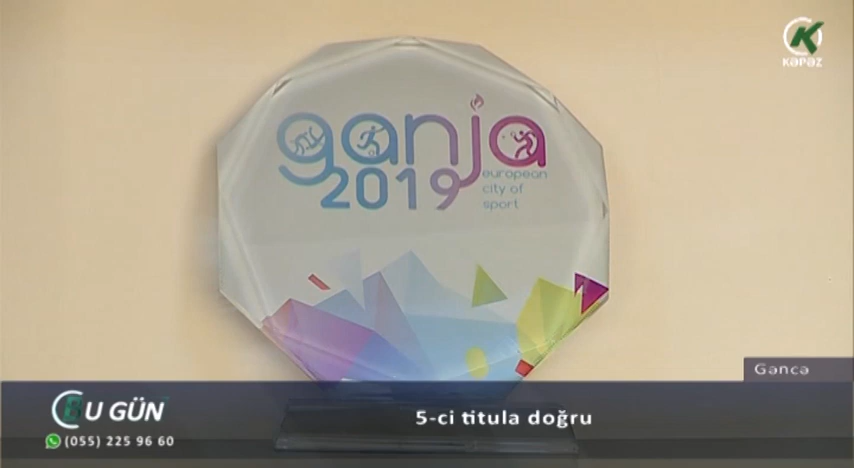 K
KəPəZ
ganja
2019
european
city of
sport
Gəncə
BU GÜN
5-ci titula doğru
(055) 225 96 60